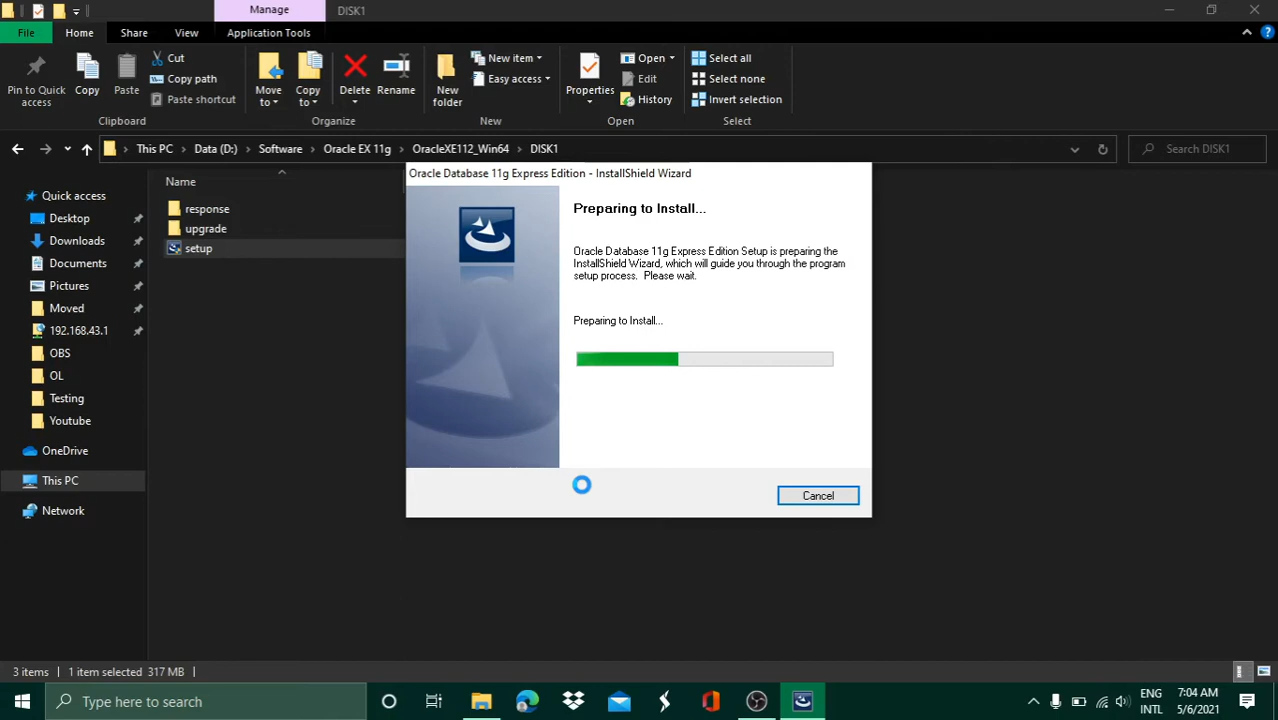 Manage
DISK1
File
Home
Share
View
Application Tools
Pin to Quick
access
Copy
Paste
Cut
Copy path
Paste shortcut
Clipboard
Move
to
Copy
to
Delete
Rename
Organize
New
folder
New item
Easy access
New
Properties
Open
Edit
History
Open
Select all
Select none
Invert selection
Select
This PC
Data (D:)
Software
Oracle EX 11g
OracleXE112_Win64
DISK1
Search DISK1
Quick access
Desktop
Downloads
Documents
Pictures
Moved
192.168.43.1
OBS
OL
Testing
Youtube
OneDrive
This PC
Network
Name
response
upgrade
setup
Oracle Database 11g Express Edition - InstallShield Wizard
Preparing to Install...
Oracle Database 11g Express Edition Setup is preparing the
InstallShield Wizard, which will guide you through the program
setup process.  Please wait.
Preparing to Install...
Cancel
3 items
1 item selected  317 MB
Type here to search
ENG
INTL
7:04 AM
5/6/2021